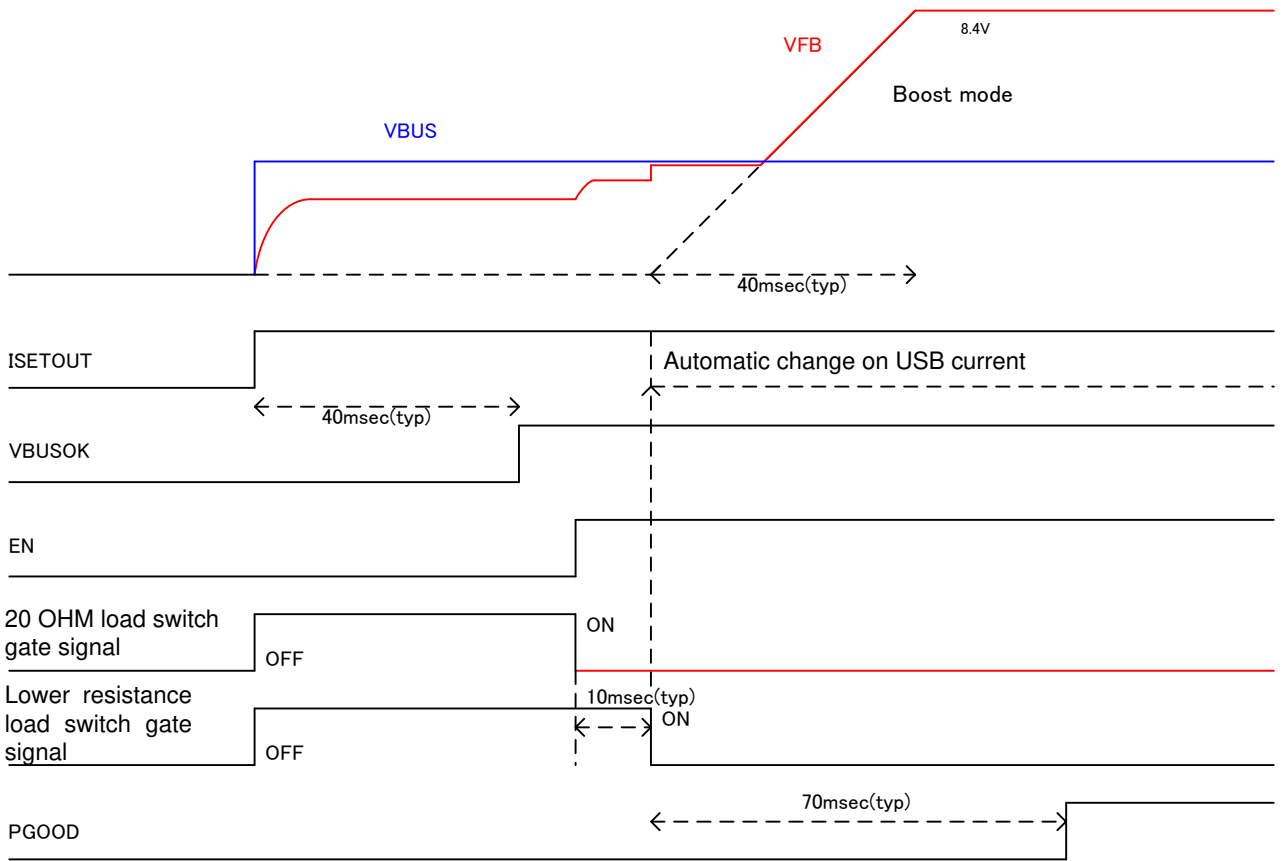 8.4V
VFB
Boost mode
VBUS
40msec(typ)
ISETOUT
Automatic change on USB current
40msec(typ)
VBUSOK
EN
20 OHM load switch
gate signal
ON
OFF
Lower resistance
load switch gate
signal
10msec(typ)
ON
OFF
70msec(typ)
PGOOD